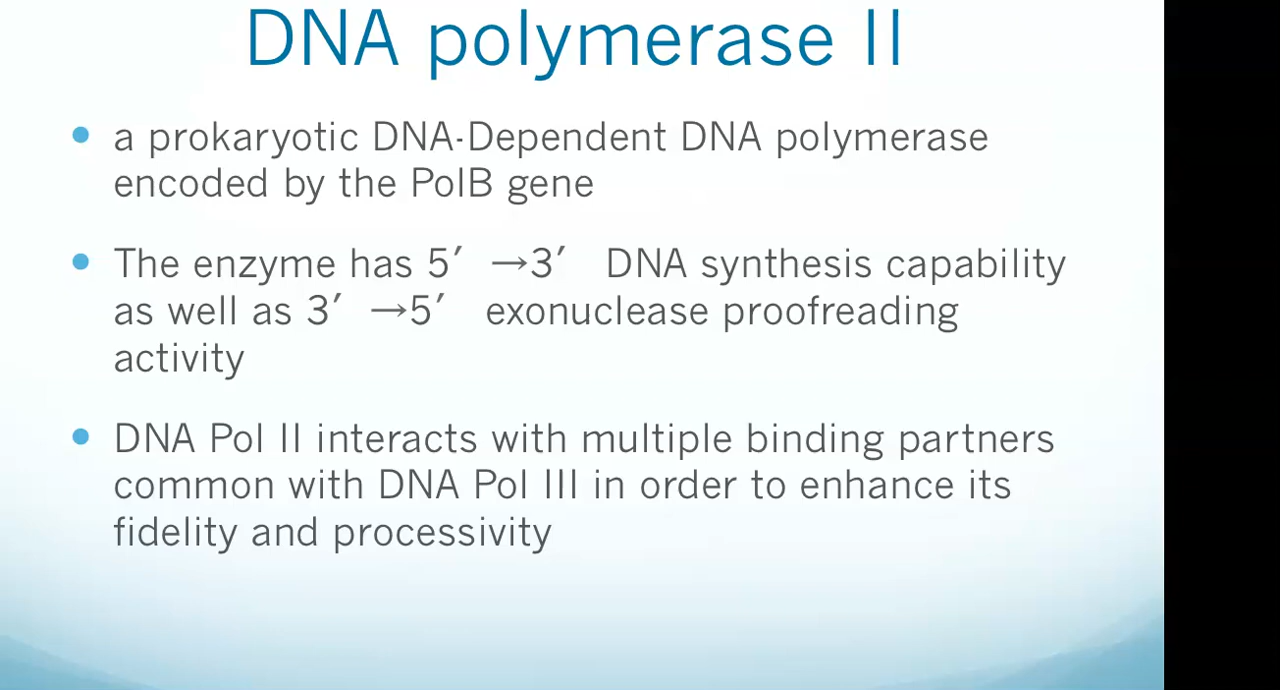 DNA polymerase II
• a prokaryotic DNA-Dependent DNA polymerase
encoded by the PolB gene
• The enzyme has 5′ →3′ DNA synthesis capability
as well as 3′ →5′ exonuclease proofreading
activity
• DNA Pol II interacts with multiple binding partners
common with DNA Pol III in order to enhance its
fidelity and processivity